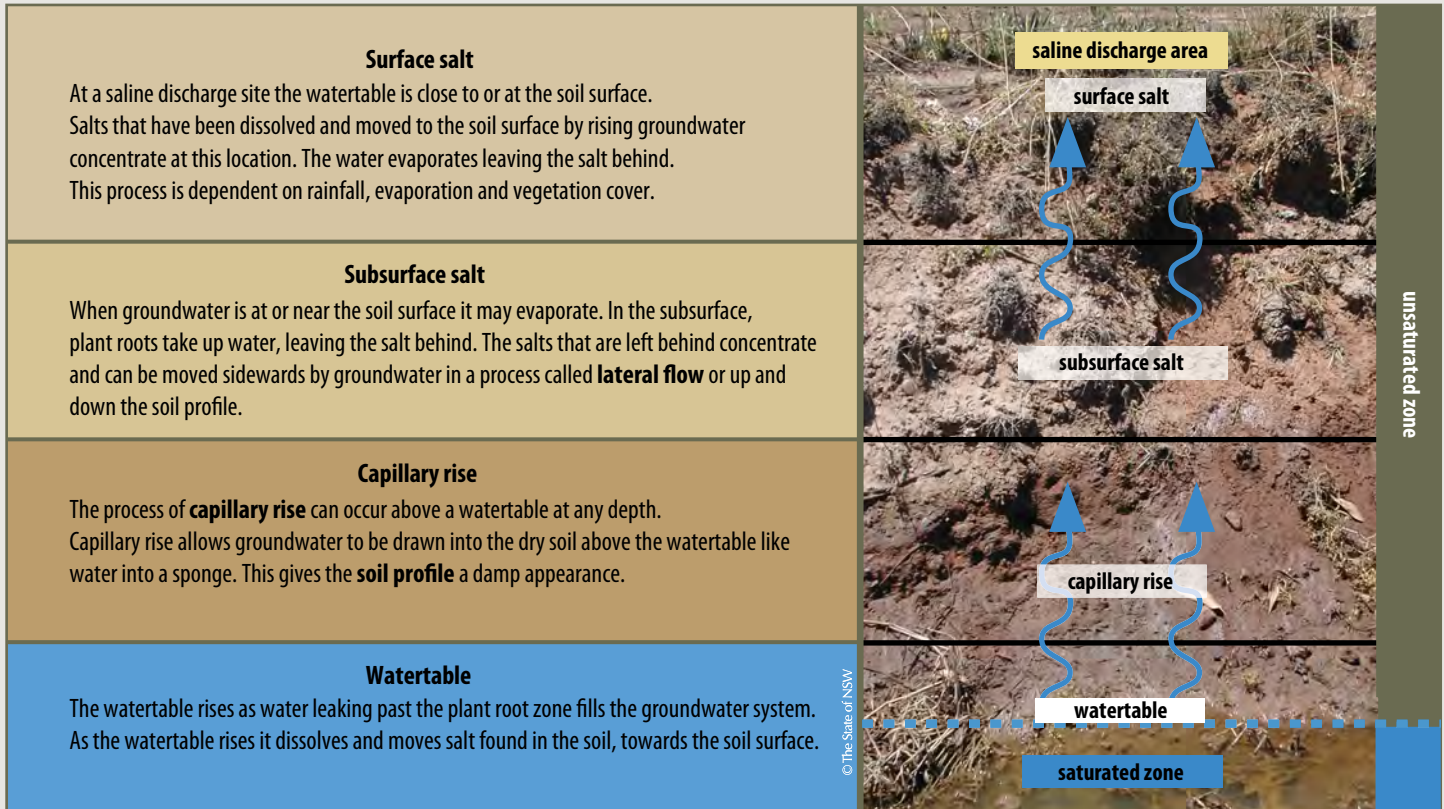 Surface salt
At a saline discharge site the watertable is close to or at the soil surface.
Salts that have been dissolved and moved to the soil surface by rising groundwater
concentrate at this location. The water evaporates leaving the salt behind.
This process is dependent on rainfall, evaporation and vegetation cover.
Subsurface salt
When groundwater is at or near the soil surface it may evaporate. In the subsurface,
plant roots take up water, leaving the salt behind. The salts that are left behind concentrate
and can be moved sidewards by groundwater in a process called lateral flow or up and
down the soil profile.
Capillary rise
The process of capillary rise can occur above a watertable at any depth.
Capillary rise allows groundwater to be drawn into the dry soil above the watertable like
water into a sponge. This gives the soil profile a damp appearance.
Watertable
The watertable rises as water leaking past the plant root zone fills the groundwater system.
As the watertable rises it dissolves and moves salt found in the soil, towards the soil surface.
© The State of NSW
saline discharge area
surface salt
subsurface salt
capillary rise
watertable
saturated zone
unsaturated zone